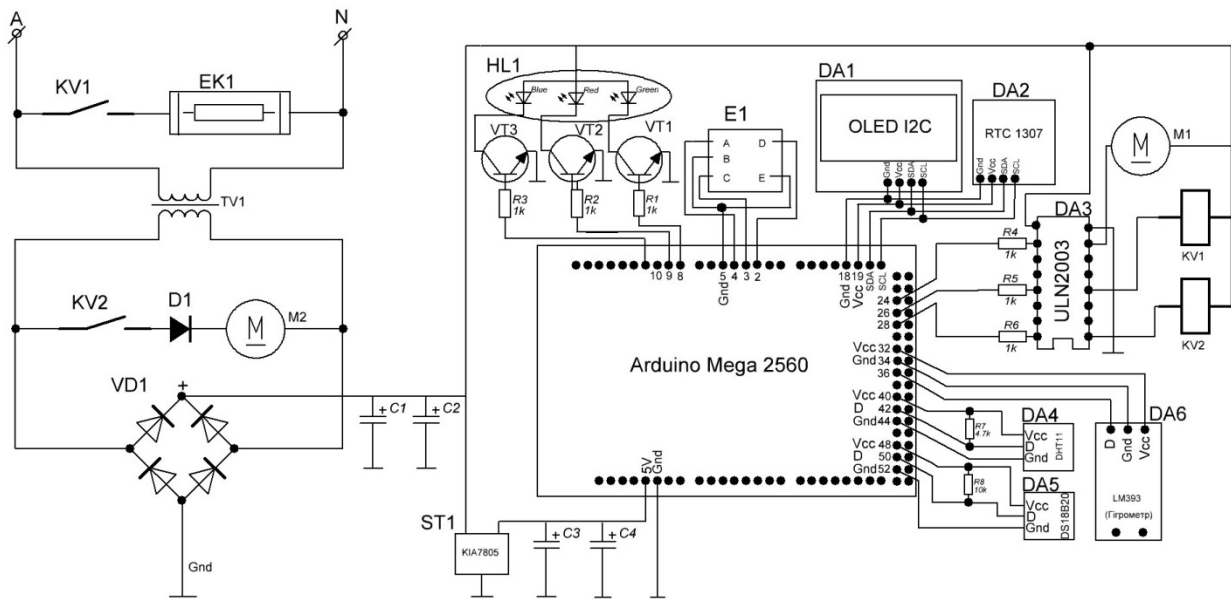 A
N
KV1
EK1
TV1
KV2
D1
M
M2
VD1
+
+ C1
+ C2
Gnd
HL1
Blue
Red
Green
VT3
VT2
VT1
R3
1k
R2
1k
R1
1k
E1
A
B
C
D
E
DA1
OLED I2C
Gnd
Vcc
SDA
SCL
DA2
RTC 1307
Gnd
Vcc
SDA
SCL
M
M1
DA3
ULN2003
R4
1k
R5
1k
R6
1k
KV1
KV2
10
9
8
5
Gnd
4
3
2
18
Gnd
19
Vcc
SDA
SCL
24
26
28
Vcc 32
Gnd 34
36
Vcc 40
D 42
Gnd 44
Vcc 48
D 50
Gnd 52
Arduino Mega 2560
5V
Gnd
R7
4.7k
DA4
Vcc
D
Gnd
DHT11
R8
10k
DA5
Vcc
D
Gnd
DS18B20
DA6
D
Gnd
Vcc
LM393
(Гігрометр)
ST1
KIA7805
+ C3
+ C4